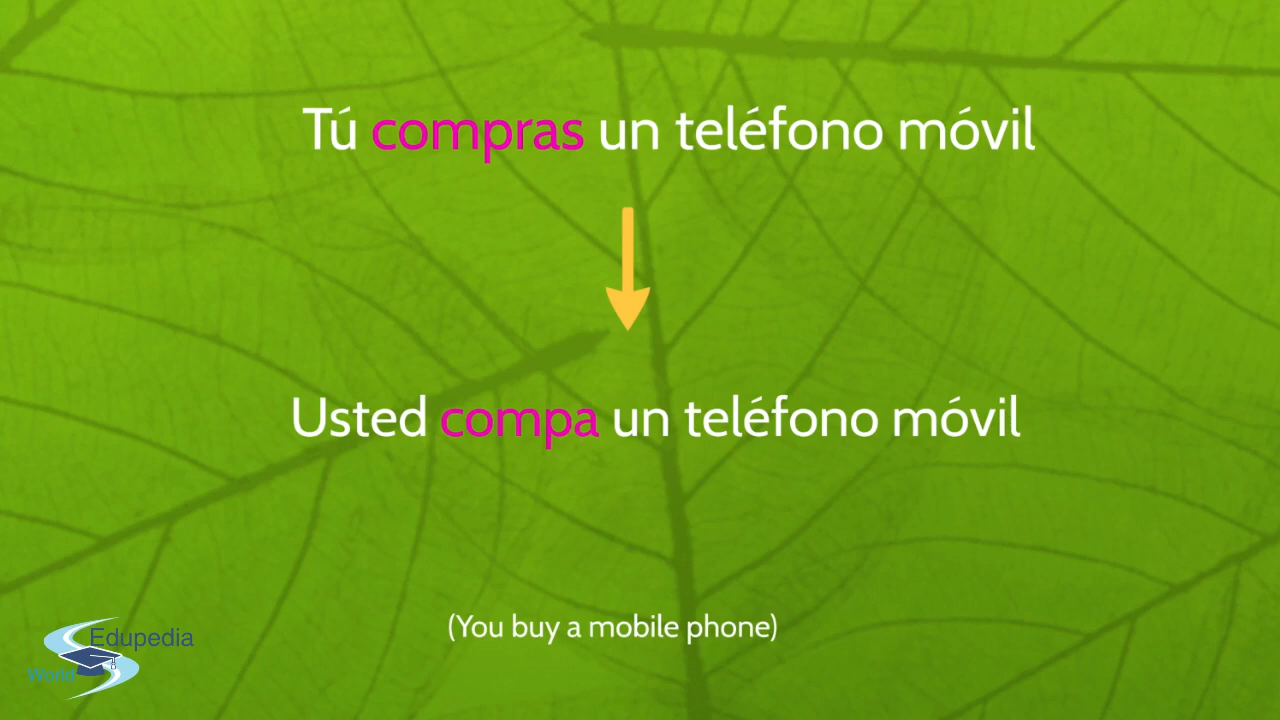 Tú compras un teléfono móvil
Usted compa un teléfono móvil
(You buy a mobile phone)
Edupedia
World